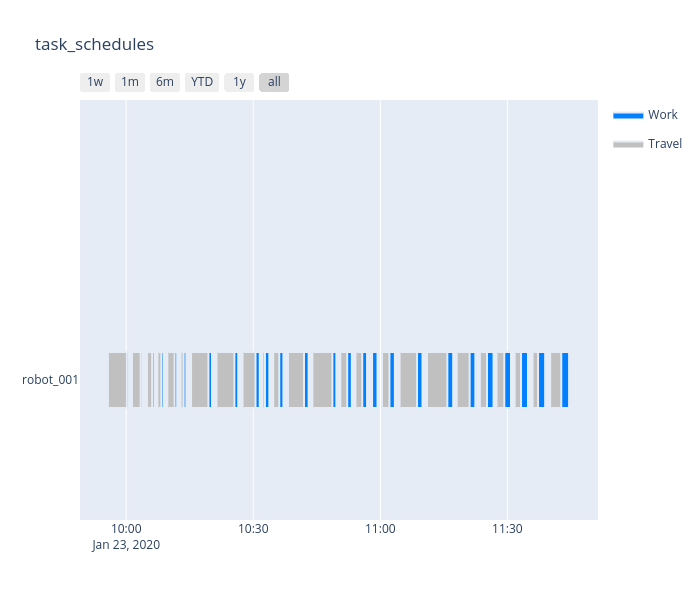 task_schedules
1w 1m 6m YTD 1y all
Work
Travel
robot_001
10:00 10:30 11:00 11:30
Jan 23, 2020